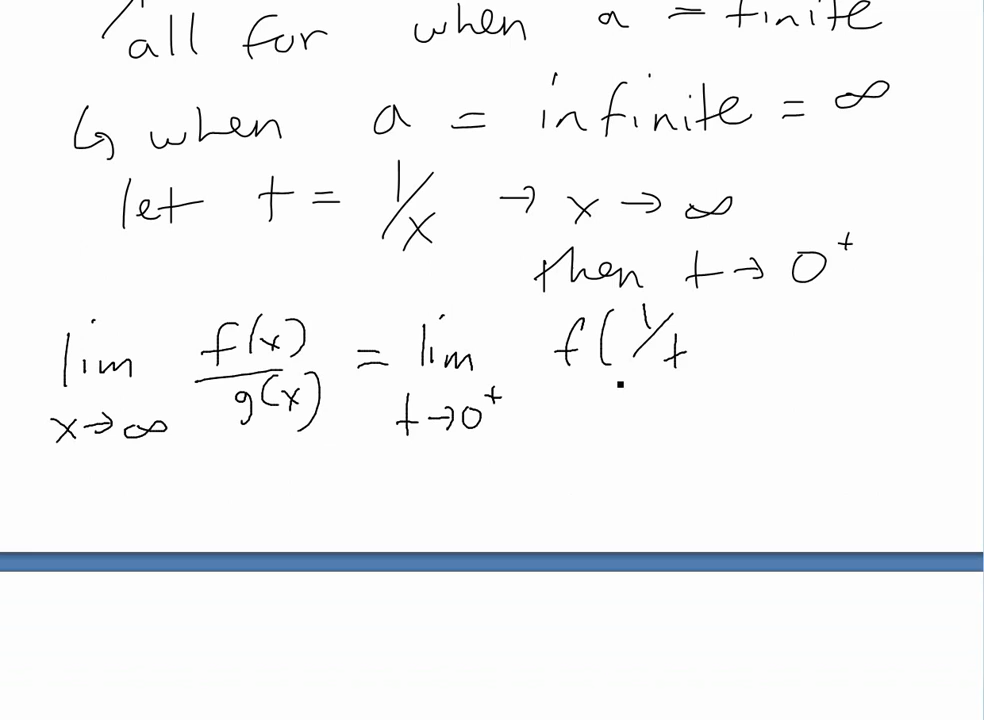 all for when a = finite
↳ when a = infinite = ∞
let t = 1/x → x → ∞
then t → 0⁺
lim x→∞ f(x)/g(x) = lim t→0⁺ f(1/t